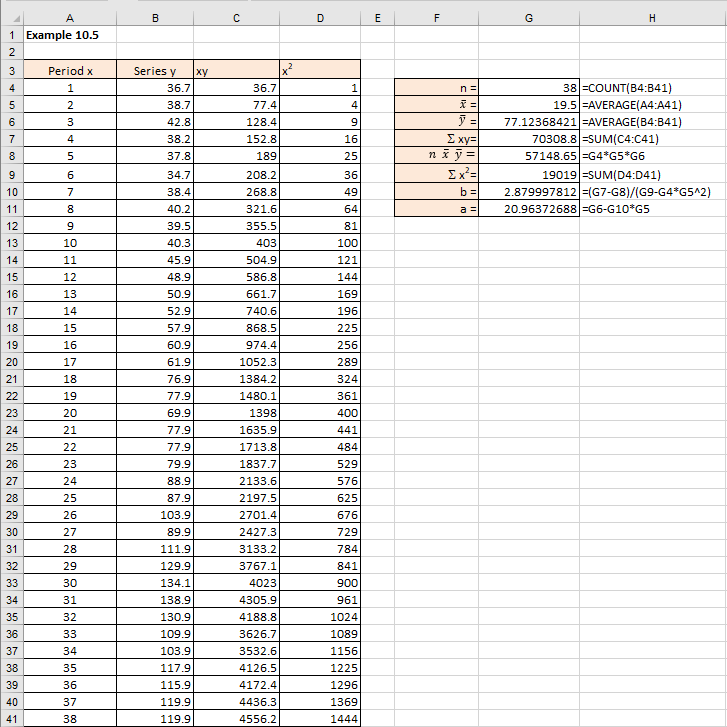 A B C D E F G H
1 Example 10.5
2
3 Period x Series y xy x²
4 1 36.7 36.7 1 n = 38 =COUNT(B4:B41)
5 2 38.7 77.4 4 x̅ = 19.5 =AVERAGE(A4:A41)
6 3 42.8 128.4 9 y̅ = 77.12368421 =AVERAGE(B4:B41)
7 4 38.2 152.8 16 Σ xy= 70308.8 =SUM(C4:C41)
8 5 37.8 189 25 n x̅ y̅ = 57148.65 =G4*G5*G6
9 6 34.7 208.2 36 Σ x²= 19019 =SUM(D4:D41)
10 7 38.4 268.8 49 b = 2.879997812 =(G7-G8)/(G9-G4*G5^2)
11 8 40.2 321.6 64 a = 20.96372688 =G6-G10*G5
12 9 39.5 355.5 81
13 10 40.3 403 100
14 11 45.9 504.9 121
15 12 48.9 586.8 144
16 13 50.9 661.7 169
17 14 52.9 740.6 196
18 15 57.9 868.5 225
19 16 60.9 974.4 256
20 17 61.9 1052.3 289
21 18 76.9 1384.2 324
22 19 77.9 1480.1 361
23 20 69.9 1398 400
24 21 77.9 1635.9 441
25 22 77.9 1713.8 484
26 23 79.9 1837.7 529
27 24 88.9 2133.6 576
28 25 87.9 2197.5 625
29 26 103.9 2701.4 676
30 27 89.9 2427.3 729
31 28 111.9 3133.2 784
32 29 129.9 3767.1 841
33 30 134.1 4023 900
34 31 138.9 4305.9 961
35 32 130.9 4188.8 1024
36 33 109.9 3626.7 1089
37 34 103.9 3532.6 1156
38 35 117.9 4126.5 1225
39 36 115.9 4172.4 1296
40 37 119.9 4436.3 1369
41 38 119.9 4556.2 1444